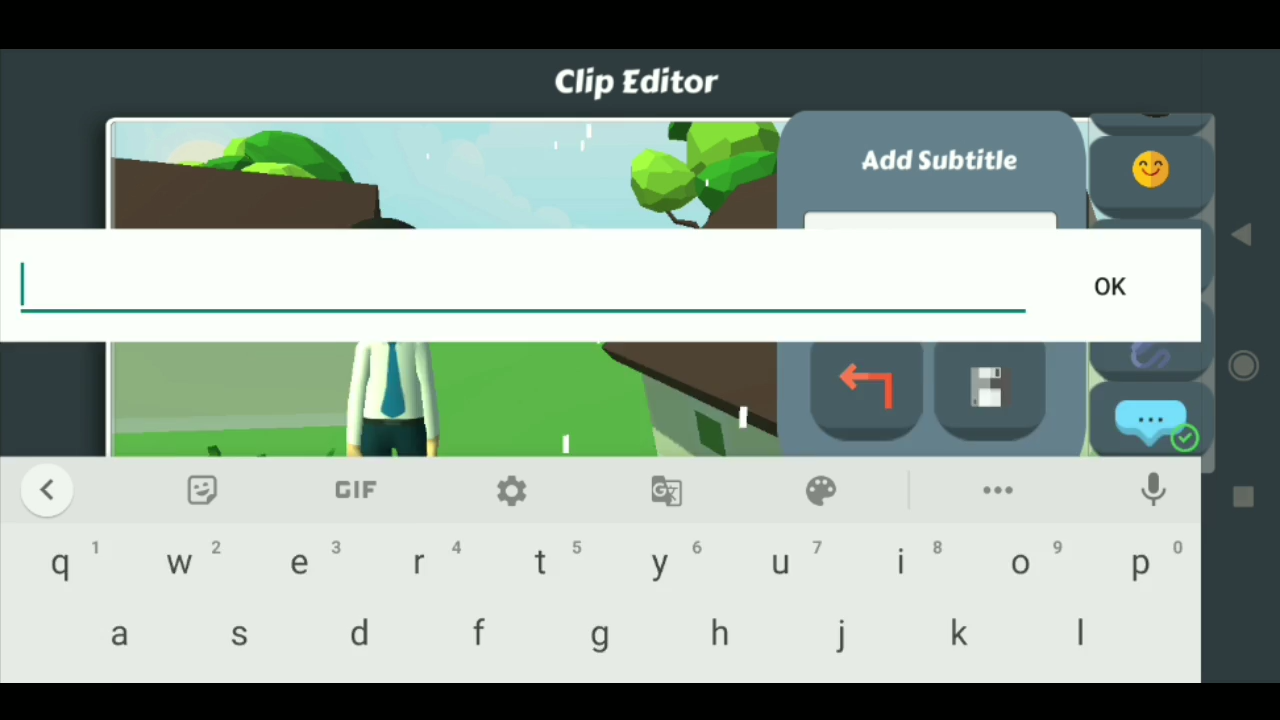 Clip Editor
Add Subtitle
OK
GIF
q 1 w 2 e 3 r 4 t 5 y 6 u 7 i 8 o 9 p 0
a s d f g h j k l